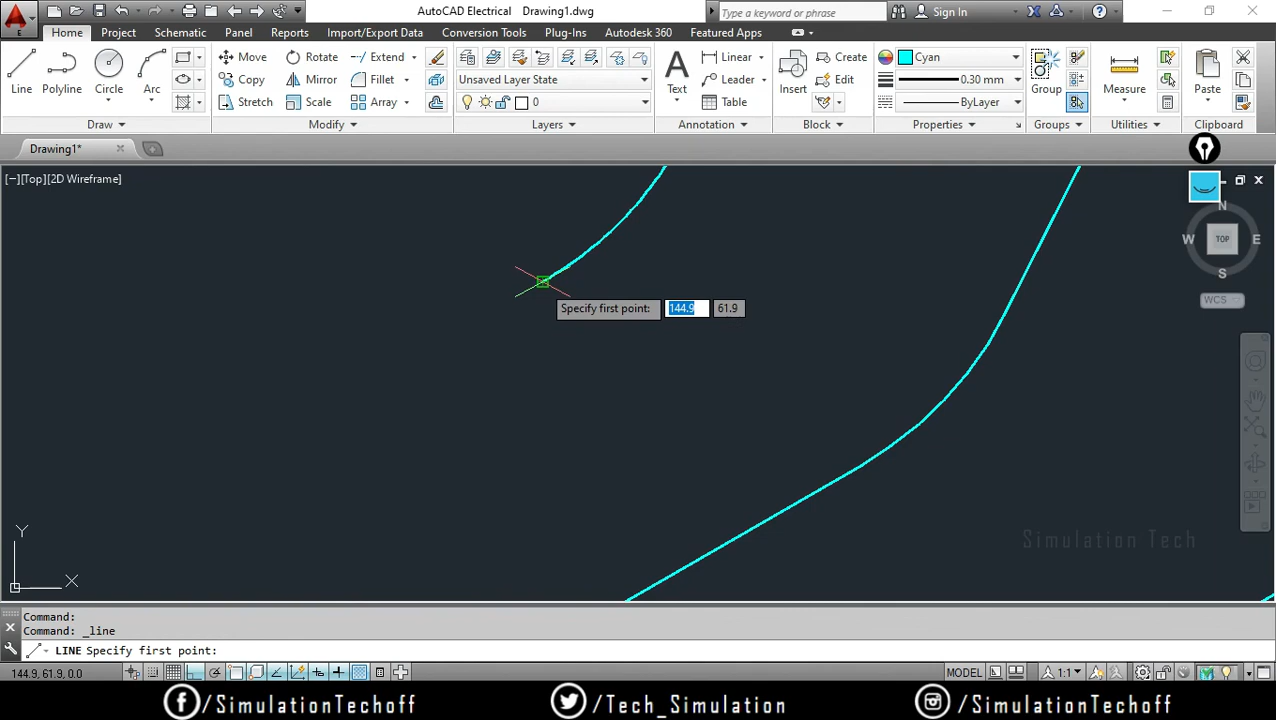 AutoCAD Electrical Drawing1.dwg
Type a keyword or phrase
Sign In
E
Home Project Schematic Panel Reports Import/Export Data Conversion Tools Plug-Ins Autodesk 360 Featured Apps
Line Polyline Circle Arc
Move Rotate Extend
Copy Mirror Fillet
Stretch Scale Array
Unsaved Layer State
0
Text Linear
Leader
Table
Insert Create
Edit
Cyan
0.30 mm
ByLayer
Group Measure Paste
Draw Modify Layers Annotation Block Properties Groups Utilities Clipboard
Drawing1*
[−][Top][2D Wireframe]
N
W TOP E
S
WCS
Specify first point: 144.9 61.9
Simulation Tech
Y
X
Command:
Command: _line
LINE Specify first point:
144.9, 61.9, 0.0 MODEL 1:1
/SimulationTechoff /Tech_Simulation /SimulationTechoff